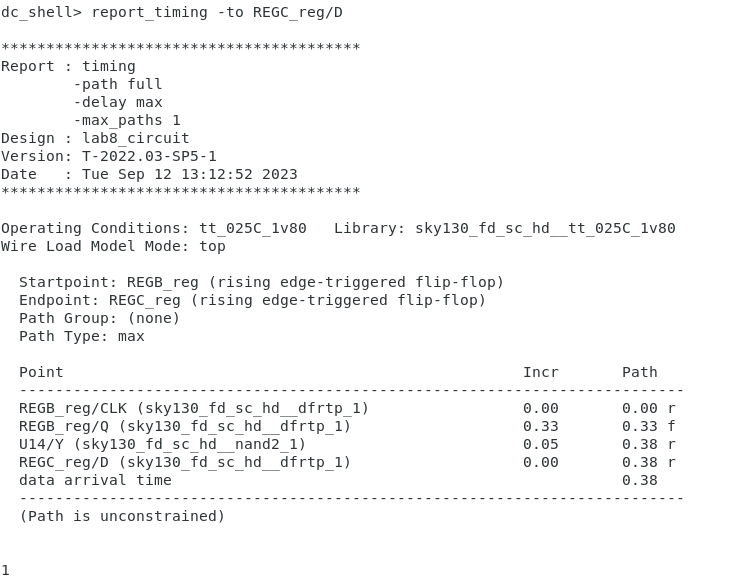 dc_shell> report_timing -to REGC_reg/D
****************************************
Report : timing
        -path full
        -delay max
        -max_paths 1
Design : lab8_circuit
Version: T-2022.03-SP5-1
Date   : Tue Sep 12 13:12:52 2023
****************************************
Operating Conditions: tt_025C_1v80   Library: sky130_fd_sc_hd__tt_025C_1v80
Wire Load Model Mode: top
  Startpoint: REGB_reg (rising edge-triggered flip-flop)
  Endpoint: REGC_reg (rising edge-triggered flip-flop)
  Path Group: (none)
  Path Type: max
  Point                                                   Incr       Path
  --------------------------------------------------------------------------
  REGB_reg/CLK (sky130_fd_sc_hd__dfrtp_1)                 0.00       0.00 r
  REGB_reg/Q (sky130_fd_sc_hd__dfrtp_1)                   0.33       0.33 f
  U14/Y (sky130_fd_sc_hd__nand2_1)                        0.05       0.38 r
  REGC_reg/D (sky130_fd_sc_hd__dfrtp_1)                   0.00       0.38 r
  data arrival time                                                  0.38
  --------------------------------------------------------------------------
  (Path is unconstrained)
1